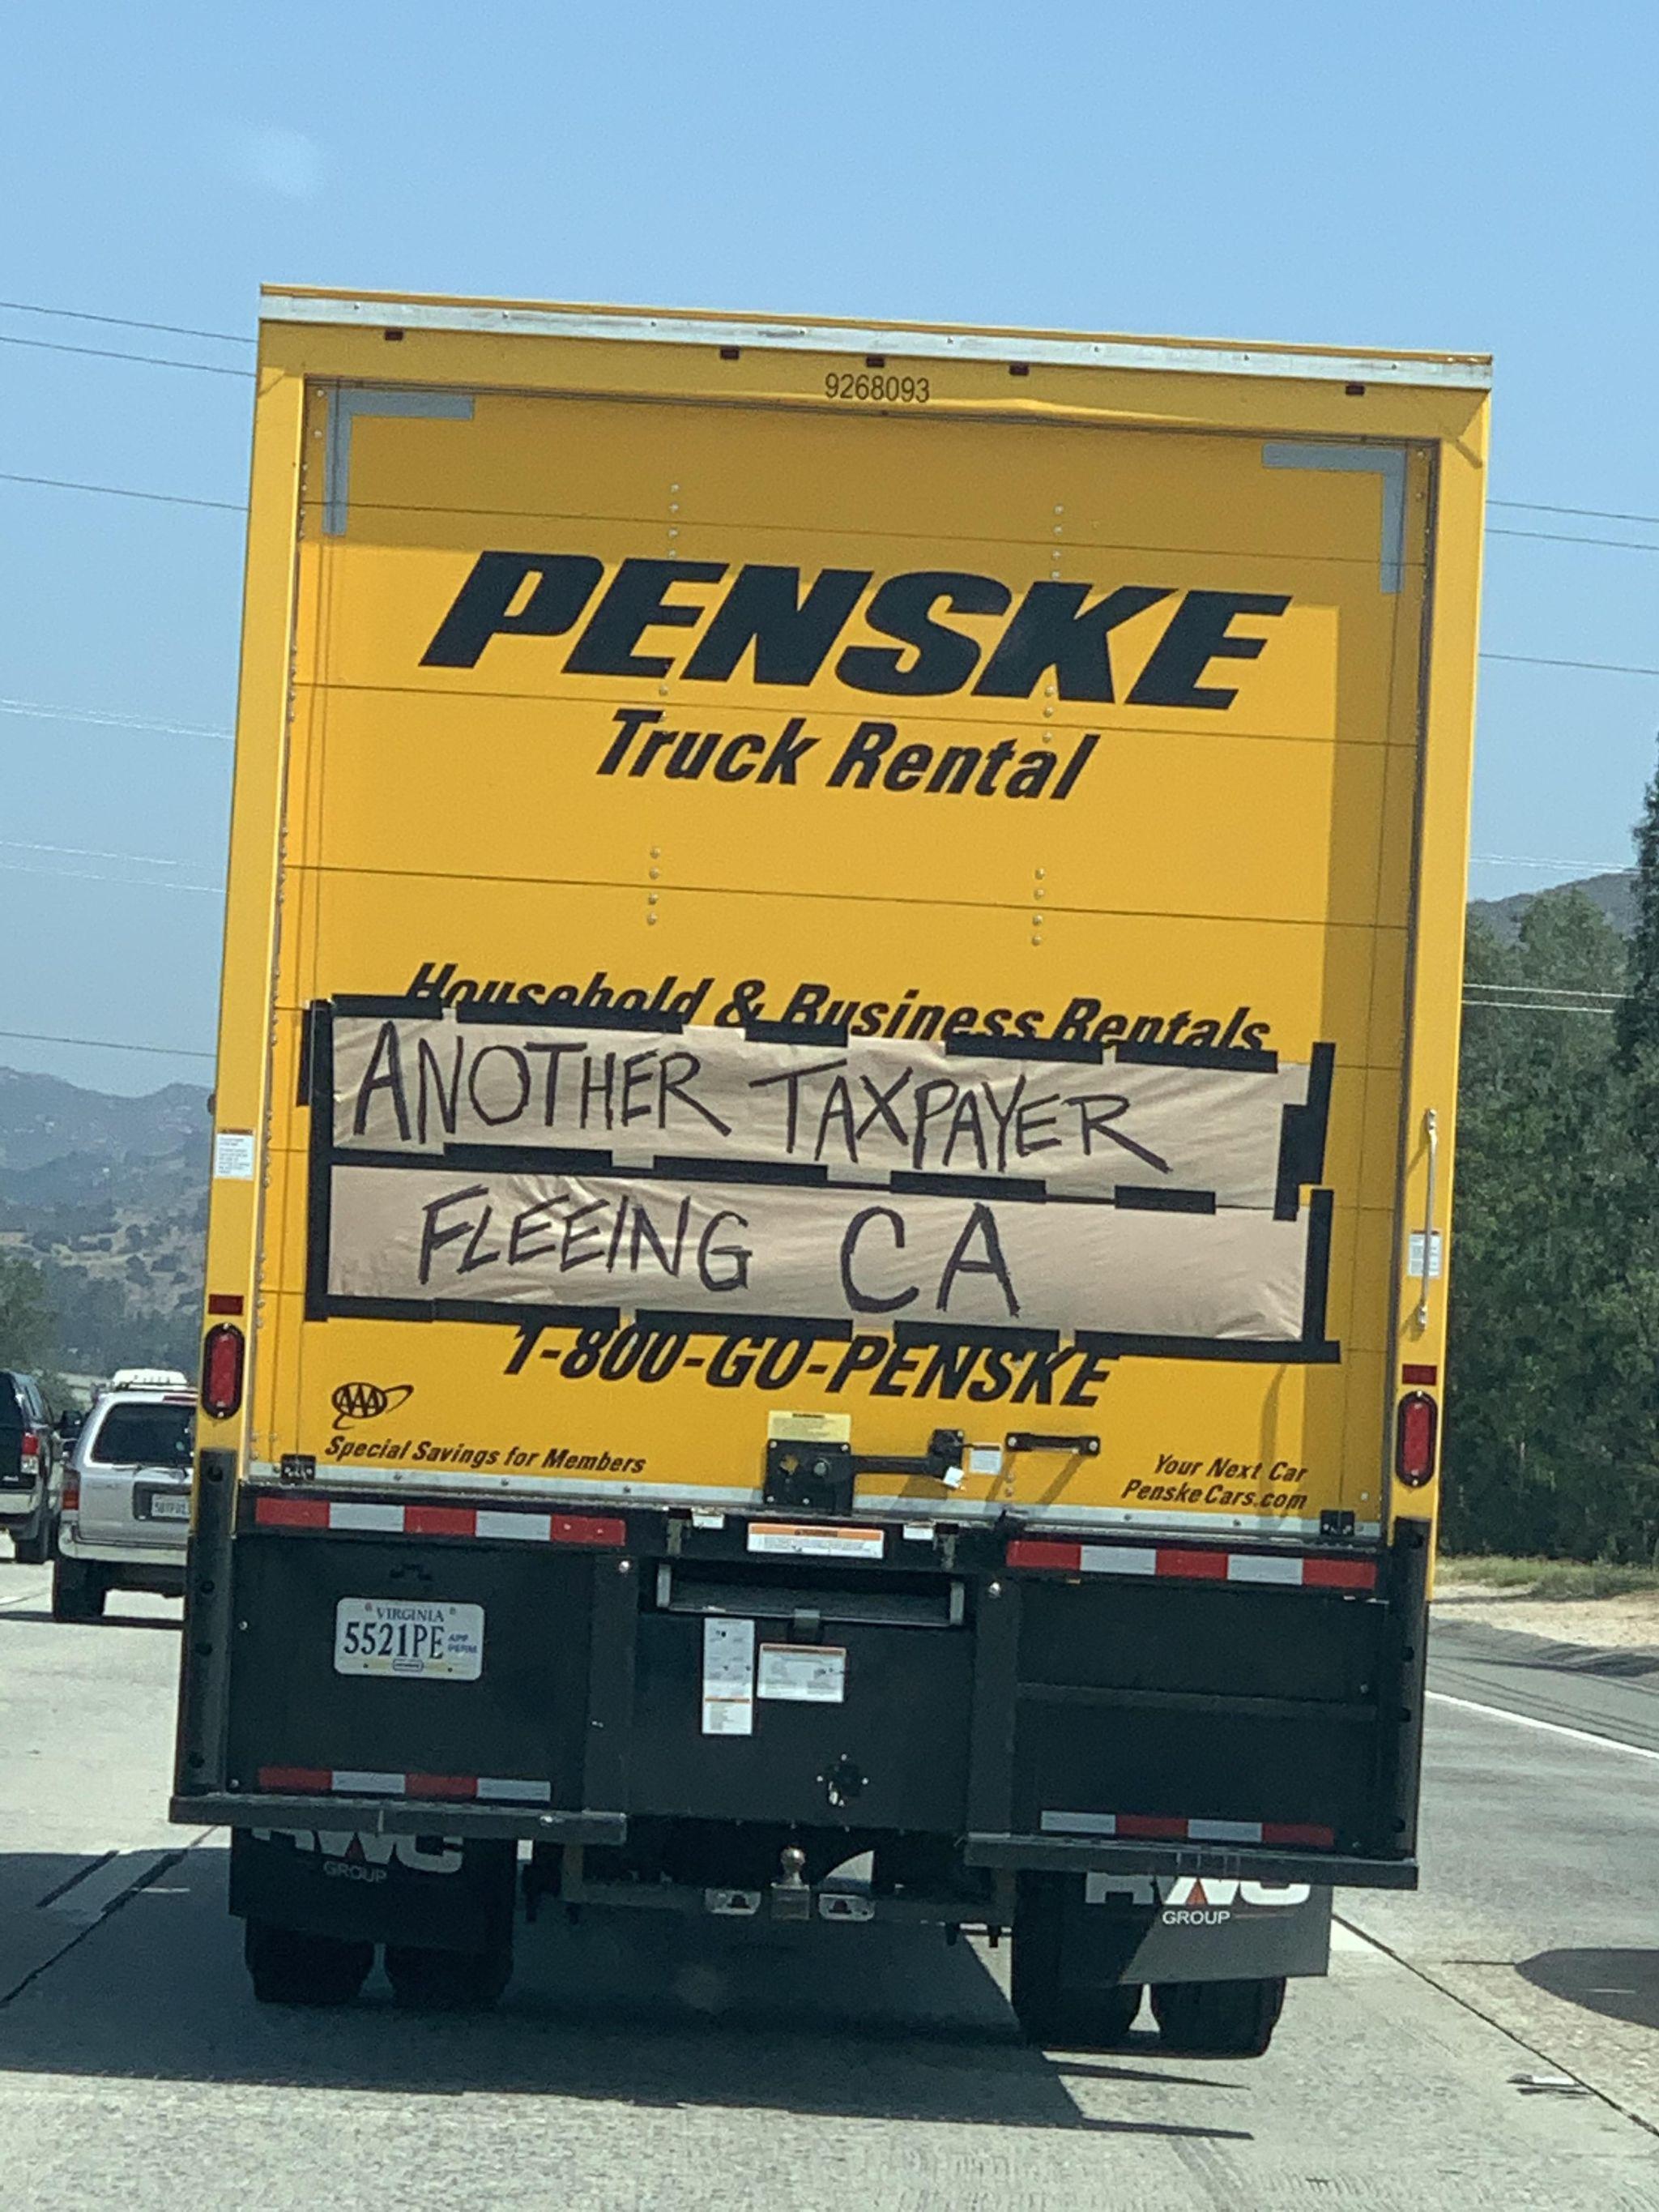 9268093
PENSKE
Truck Rental
Household & Business Rentals
ANOTHER TAXPAYER
FLEEING CA
1-800-GO-PENSKE
AAA
Special Savings for Members
Your Next Car
PenskeCars.com
VIRGINIA
5521PE
GROUP
GROUP